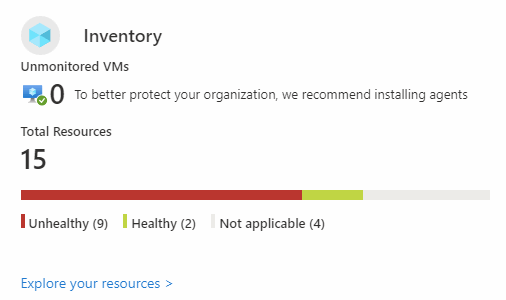 Inventory
Unmonitored VMs
0 To better protect your organization, we recommend installing agents
Total Resources
15
Unhealthy (9) Healthy (2) Not applicable (4)
Explore your resources >